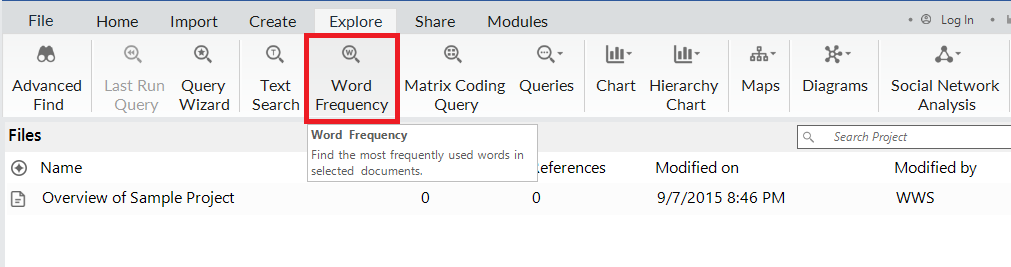 File Home Import Create Explore Share Modules Log In
Advanced Find
Last Run Query
Query Wizard
Text Search
Word Frequency
Matrix Coding Query
Queries
Chart
Hierarchy Chart
Maps
Diagrams
Social Network Analysis
Files
Search Project
Word Frequency
Find the most frequently used words in
selected documents.
Name eferences Modified on Modified by
Overview of Sample Project 0 0 9/7/2015 8:46 PM WWS